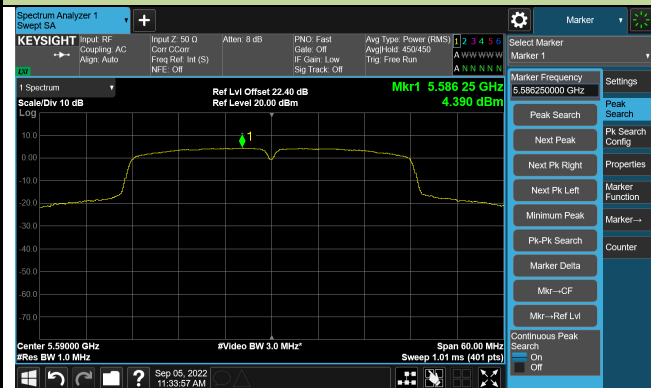 Spectrum Analyzer 1
Swept SA
+
Marker
KEYSIGHT
Input: RF
Coupling: AC
Align: Auto
Input Z: 50 Ω
Corr CCorr
Freq Ref: Int (S)
NFE: Off
Atten: 8 dB
PNO: Fast
Gate: Off
IF Gain: Low
Sig Track: Off
Avg Type: Power (RMS)
Avg|Hold: 450/450
Trig: Free Run
1 2 3 4 5 6
A W W W W W
A N N N N N
LXI
Select Marker
Marker 1
1 Spectrum
Scale/Div 10 dB
Log
Ref Lvl Offset 22.40 dB
Ref Level 20.00 dBm
Mkr1 5.586 25 GHz
4.390 dBm
10.0
0.00
-10.0
-20.0
-30.0
-40.0
-50.0
-60.0
-70.0
1
Center 5.59000 GHz
#Res BW 1.0 MHz
#Video BW 3.0 MHz*
Span 60.00 MHz
Sweep 1.01 ms (401 pts)
Marker Frequency
5.586250000 GHz
Peak Search
Next Peak
Next Pk Right
Next Pk Left
Minimum Peak
Pk-Pk Search
Marker Delta
Mkr→CF
Mkr→Ref Lvl
Continuous Peak
Search
On
Off
Settings
Peak
Search
Pk Search
Config
Properties
Marker
Function
Marker→
Counter
?
Sep 05, 2022
11:33:57 AM